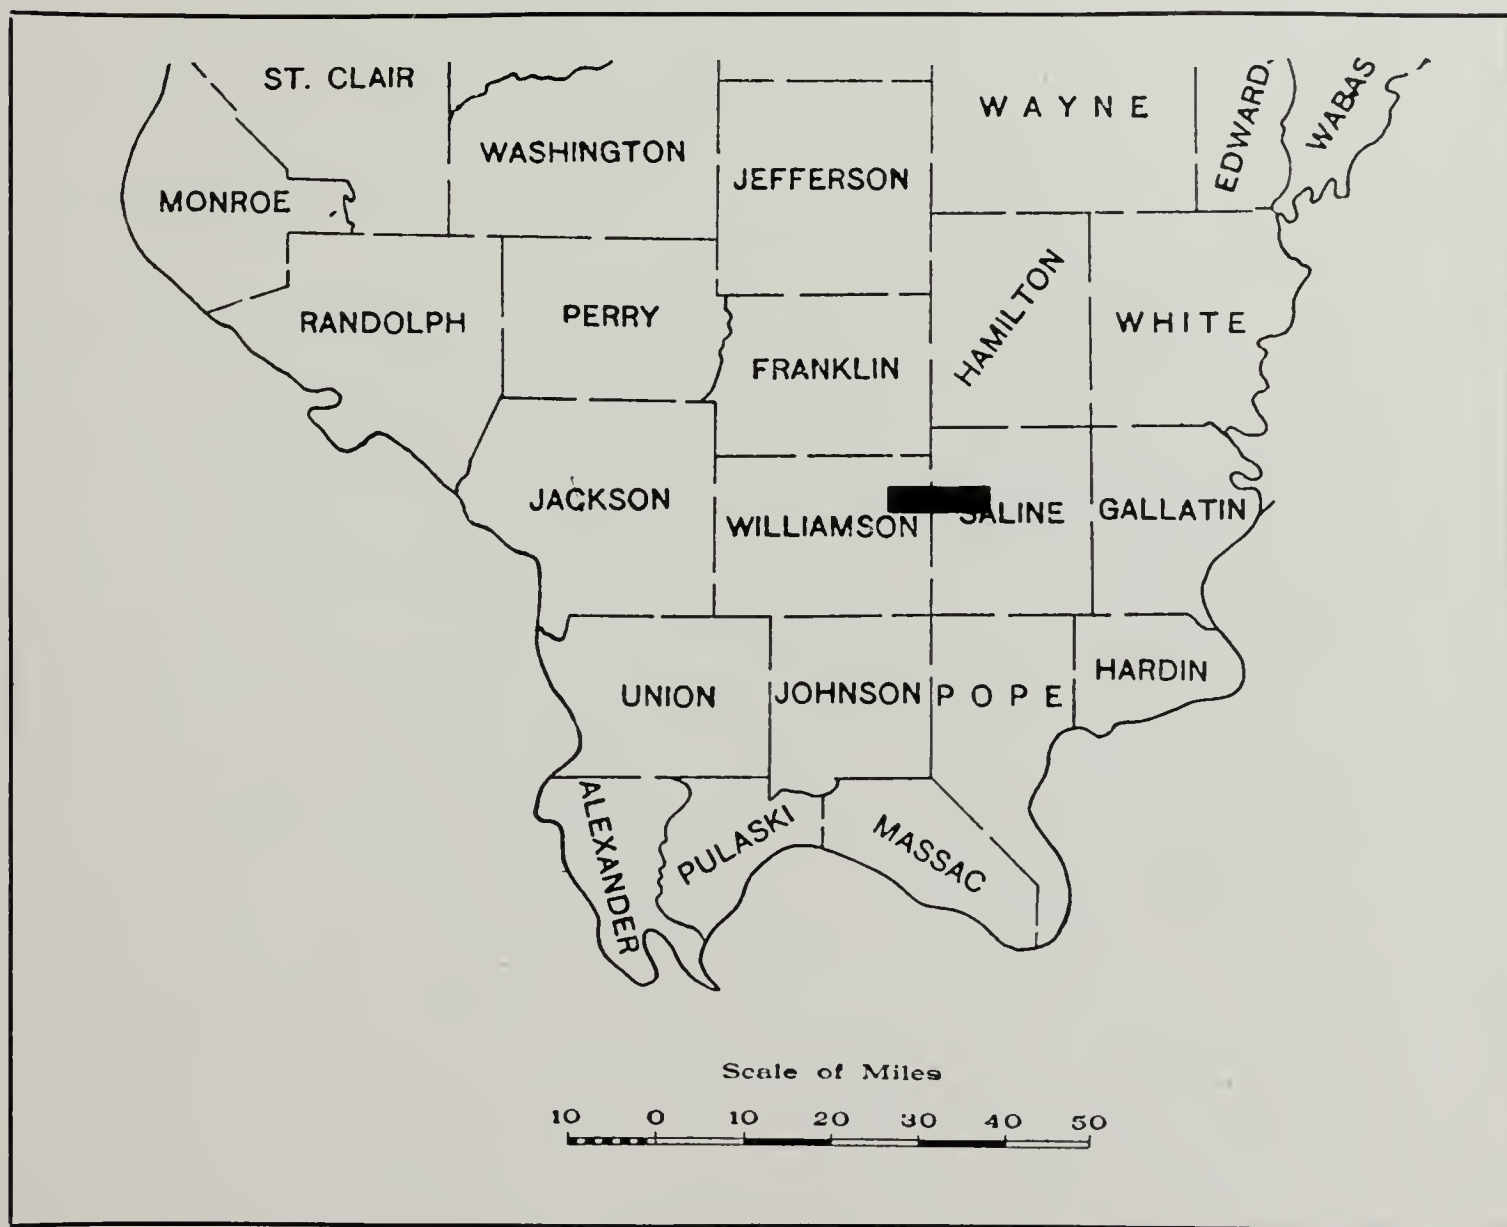 ST. CLAIR
WAYNE
EDWARD.
WABAS
WASHINGTON
JEFFERSON
MONROE
RANDOLPH
PERRY
HAMILTON
WHITE
FRANKLIN
JACKSON
WILLIAMSON
SALINE
GALLATIN
UNION
JOHNSON
POPE
HARDIN
ALEXANDER
PULASKI
MASSAC
Scale of Miles
10 0 10 20 30 40 50